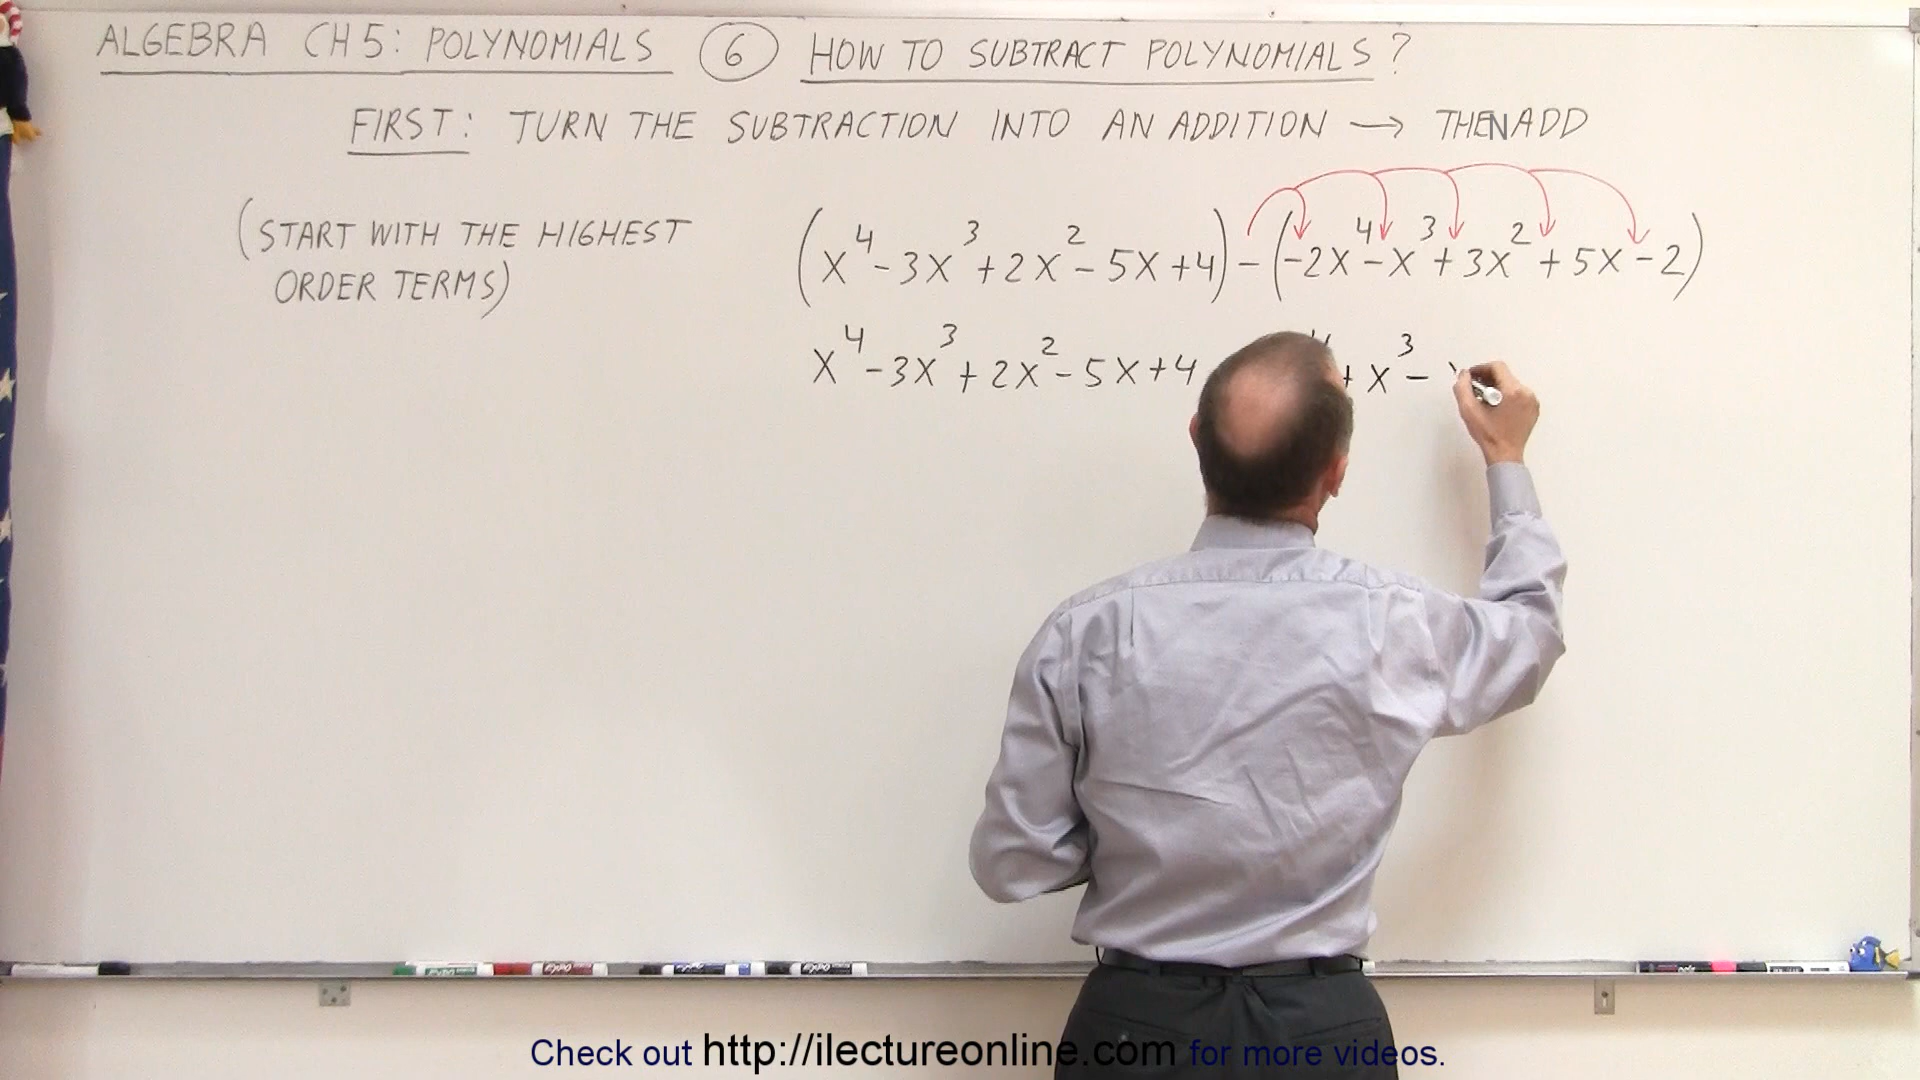 ALGEBRA CH 5: POLYNOMIALS 6 HOW TO SUBTRACT POLYNOMIALS?
FIRST: TURN THE SUBTRACTION INTO AN ADDITION → THEN ADD
(START WITH THE HIGHEST
ORDER TERMS)
(x⁴-3x³+2x²-5x+4)-(-2x⁴-x³+3x²+5x-2)
x⁴-3x³+2x²-5x+4 ⁴+x³-
Check out http://ilectureonline.com for more videos.